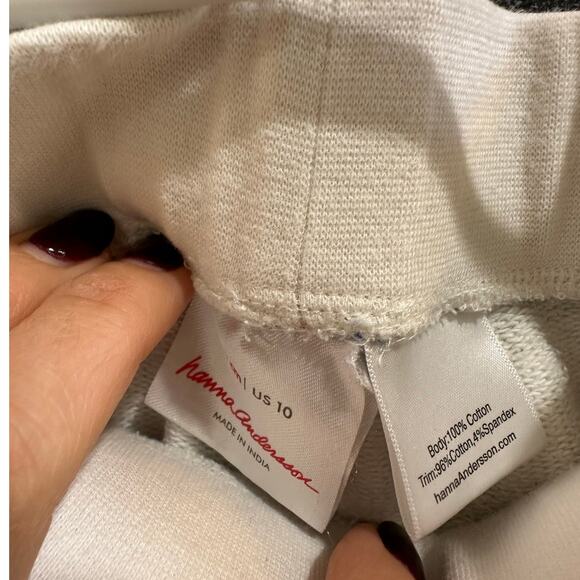 US 10
hanna andersson
MADE IN INDIA
Body:100% Cotton
Trim:96%Cotton,4%Spandex
hannaAndersson.com